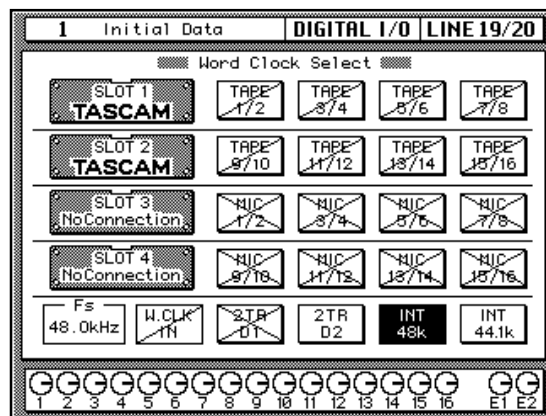 1 Initial Data DIGITAL I/O LINE 19/20
Word Clock Select
SLOT 1 TASCAM TAPE 1/2 TAPE 3/4 TAPE 5/6 TAPE 7/8
SLOT 2 TASCAM TAPE 9/10 TAPE 11/12 TAPE 13/14 TAPE 15/16
SLOT 3 NoConnection MIC 1/2 MIC 3/4 MIC 5/6 MIC 7/8
SLOT 4 NoConnection MIC 9/10 MIC 11/12 MIC 13/14 MIC 15/16
Fs 48.0kHz W.CLK IN 2TR D1 2TR D2 INT 48k INT 44.1k
1 2 3 4 5 6 7 8 9 10 11 12 13 14 15 16 E1 E2